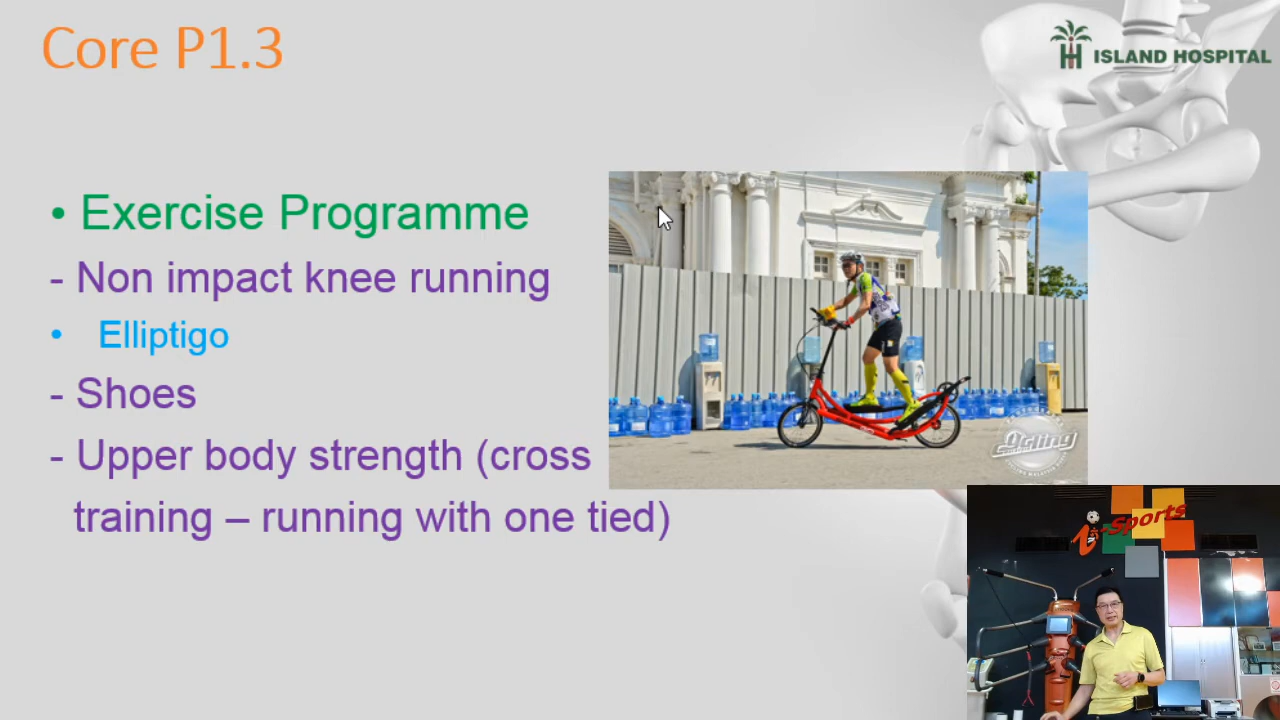 Core P1.3
ISLAND HOSPITAL
• Exercise Programme
- Non impact knee running
• Elliptigo
- Shoes
- Upper body strength (cross
training – running with one tied)
i-Sports